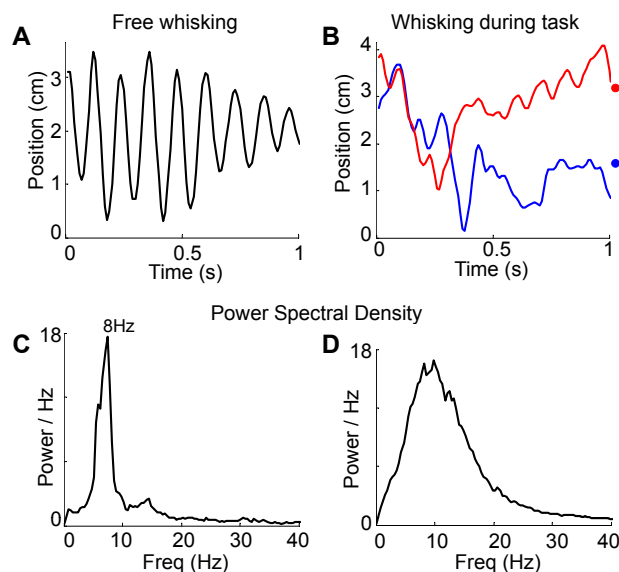 Free whisking
Whisking during task
A
B
Position (cm)
3
2
1
0
0
0.5
1
Time (s)
Position (cm)
4
3
2
1
0
0
0.5
1
Time (s)
Power Spectral Density
C
D
8Hz
Power / Hz
18
0
0
10
20
30
40
Freq (Hz)
Power / Hz
18
0
0
10
20
30
40
Freq (Hz)